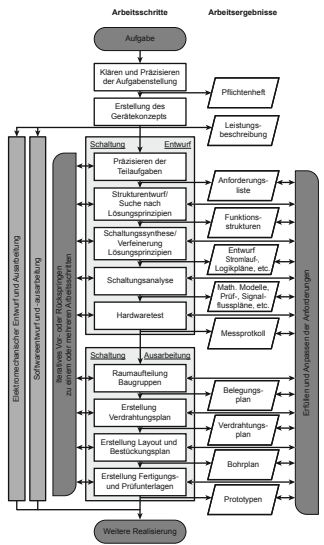 Arbeitsschritte
Arbeitsergebnisse
Aufgabe
Klären und Präzisieren
der Aufgabenstellung
Pflichtenheft
Erstellung des
Gerätekonzepts
Leistungs-
beschreibung
Schaltung
Entwurf
Präzisieren der
Teilaufgaben
Anforderungs-
liste
Strukturentwurf/
Suche nach
Lösungsprinzipien
Funktions-
strukturen
Schaltungssynthese/
Verfeinerung
Lösungsprinzipien
Entwurf
Stromlauf-,
Logikpläne, etc.
Schaltungsanalyse
Math. Modelle,
Prüf-, Signal-
flusspläne, etc.
Hardwaretest
Messprotkoll
Schaltung
Ausarbeitung
Raumaufteilung
Baugruppen
Belegungs-
plan
Erstellung
Verdrahtungsplan
Verdrahtungs-
plan
Erstellung Layout und
Bestückungsplan
Bohrplan
Erstellung Fertigungs-
und Prüfunterlagen
Prototypen
Weitere Realisierung
Elektromechanischer Entwurf und Ausarbeitung
Softwareentwurf und -ausarbeitung
Iteratives Vor- oder Rückspringen
zu einem oder mehreren Arbeitsschritten
Erfüllen und Anpassen der Anforderungen